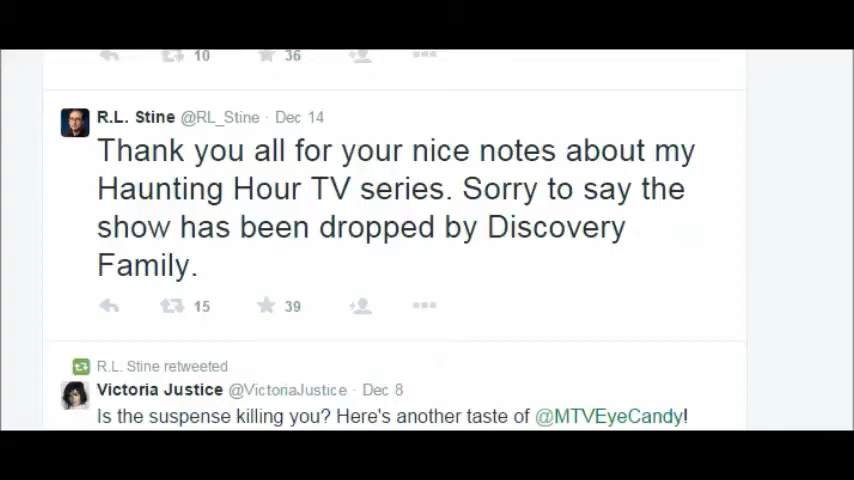 10 36
R.L. Stine @RL_Stine · Dec 14
Thank you all for your nice notes about my
Haunting Hour TV series. Sorry to say the
show has been dropped by Discovery
Family.
15 39
R.L. Stine retweeted
Victoria Justice @VictoriaJustice · Dec 8
Is the suspense killing you? Here's another taste of @MTVEyeCandy!